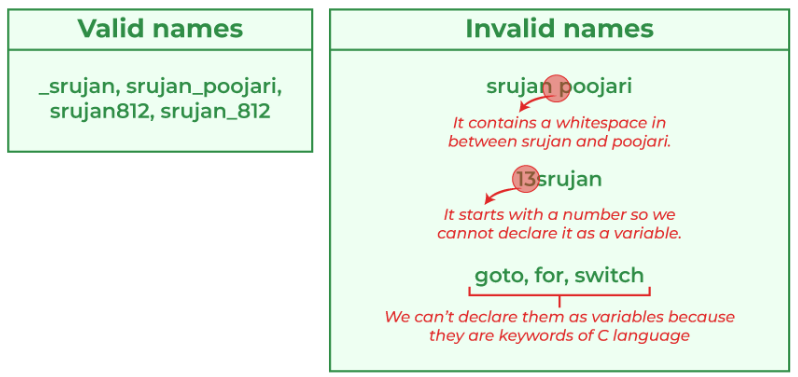 Valid names
_srujan, srujan_poojari,
srujan812, srujan_812
Invalid names
srujan poojari
It contains a whitespace in
between srujan and poojari.
13srujan
It starts with a number so we
cannot declare it as a variable.
goto, for, switch
We can’t declare them as variables because
they are keywords of C language